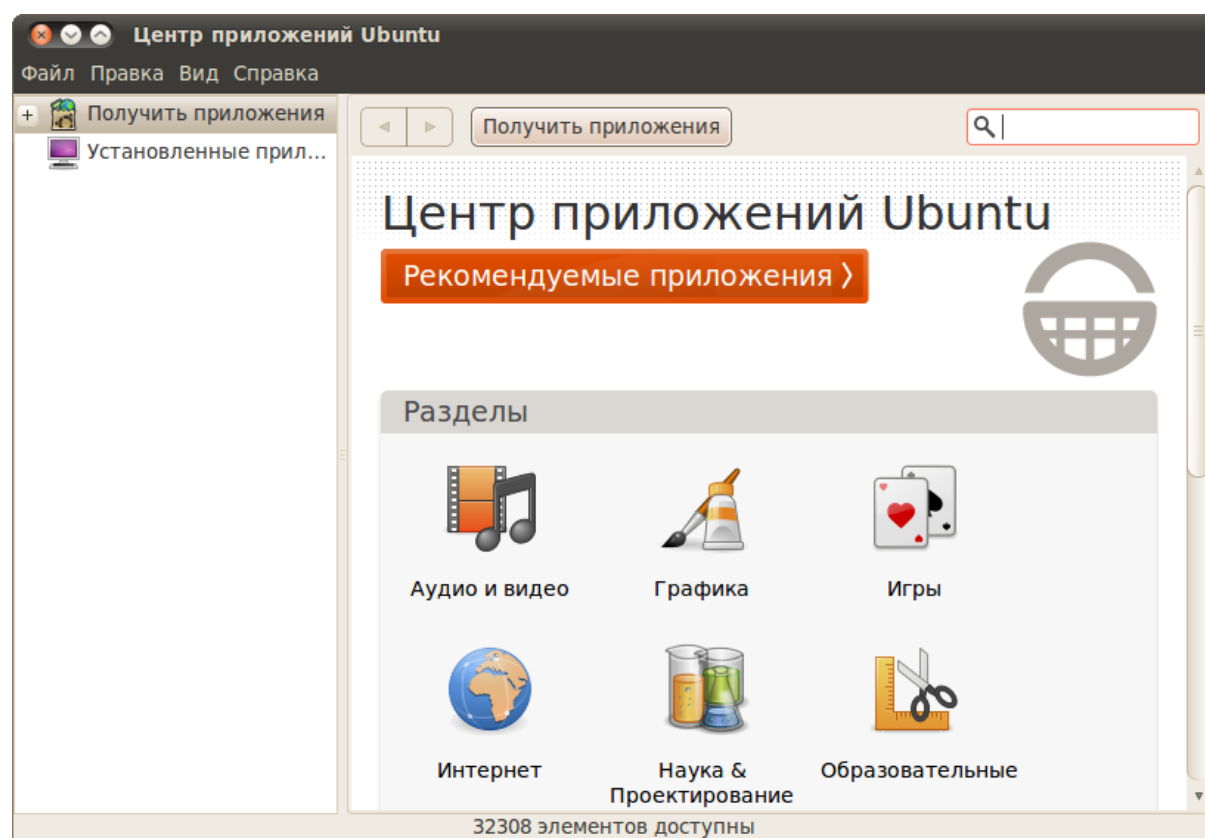 Центр приложений Ubuntu
Файл Правка Вид Справка
Получить приложения
Установленные прил...
Получить приложения
Центр приложений Ubuntu
Рекомендуемые приложения
Разделы
Аудио и видео
Графика
Игры
Интернет
Наука &
Проектирование
Образовательные
32308 элементов доступны